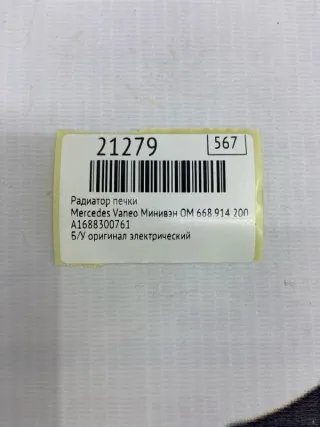 21279 567
Радиатор печки
Mercedes Vaneo Минивэн OM 668.914 200
A1688300761
Б/У оригинал электрический